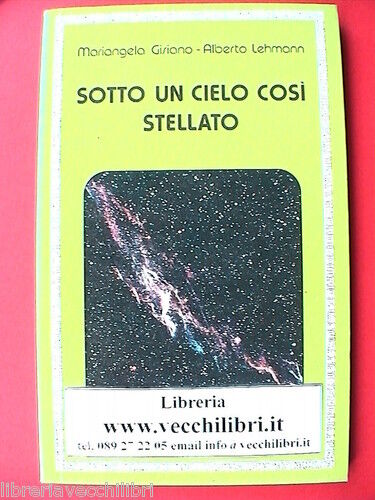 Mariangela Gisiano - Alberto Lehmann
SOTTO UN CIELO COSÌ
STELLATO
Libreria
www.vecchilibri.it
tel. 089 27 22 05 email info a vecchilibri.it
libreriavecchilibri